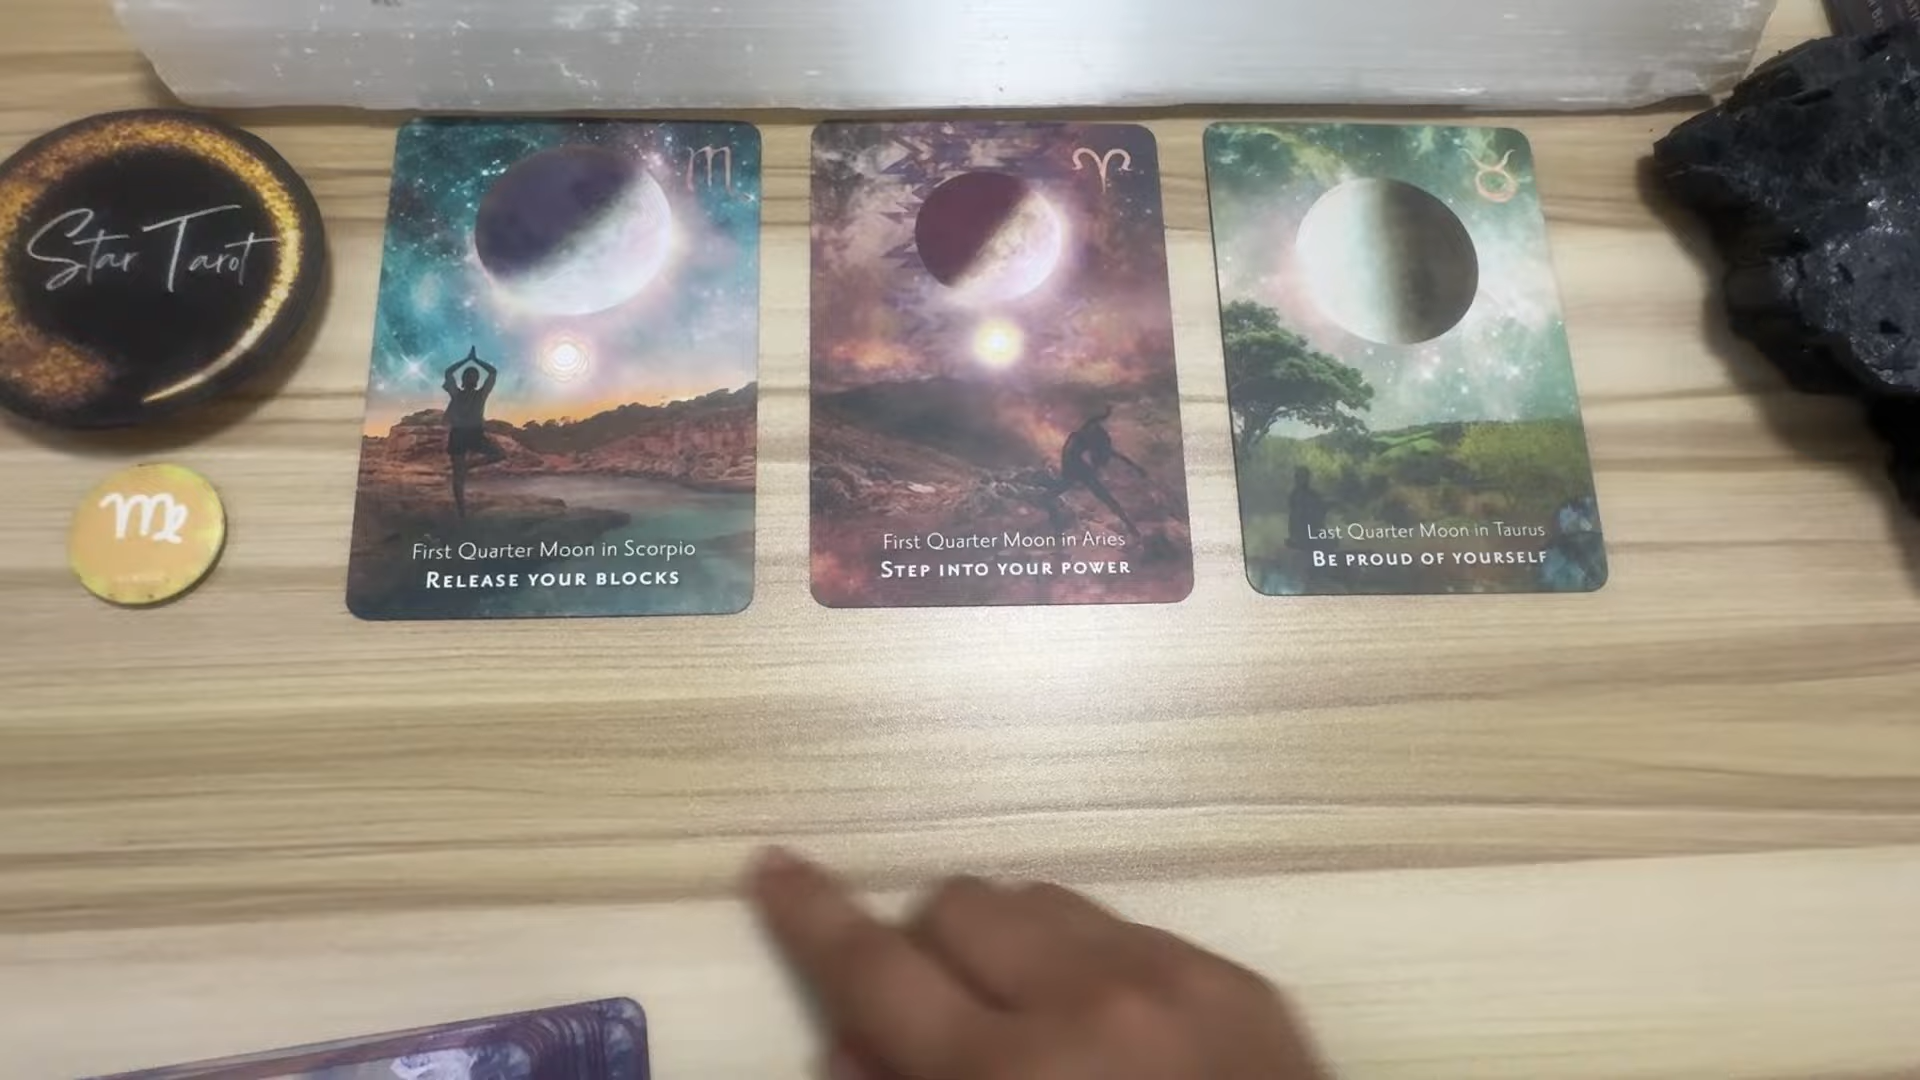 Star Tarot
First Quarter Moon in Scorpio
RELEASE YOUR BLOCKS
First Quarter Moon in Aries
STEP INTO YOUR POWER
Last Quarter Moon in Taurus
BE PROUD OF YOURSELF